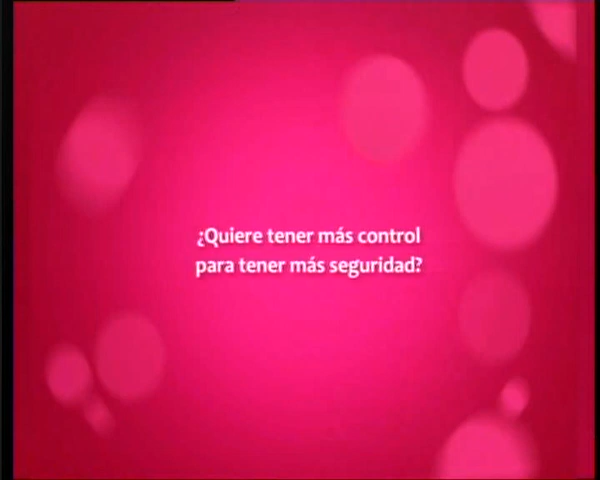 ¿Quiere tener más control
para tener más seguridad?